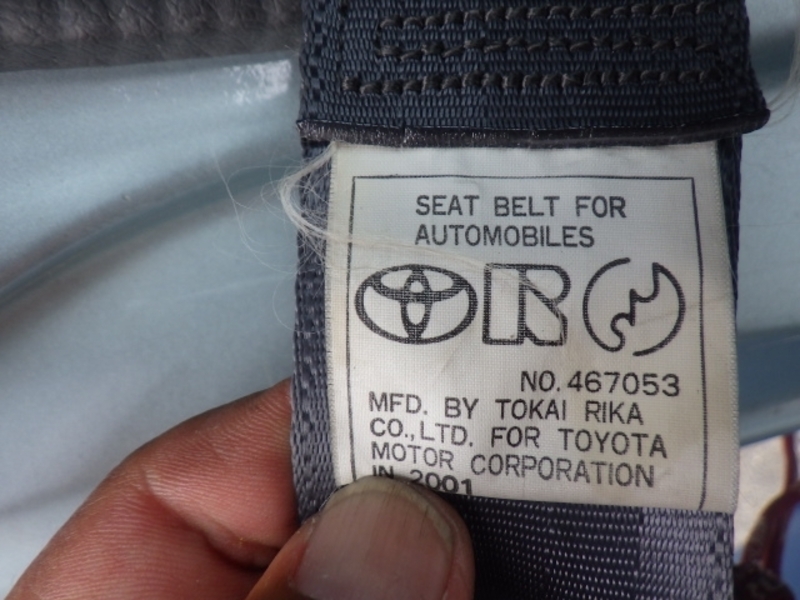 SEAT BELT FOR
AUTOMOBILES
R
NO. 467053
MFD. BY TOKAI RIKA
CO., LTD. FOR TOYOTA
MOTOR CORPORATION
IN 2001